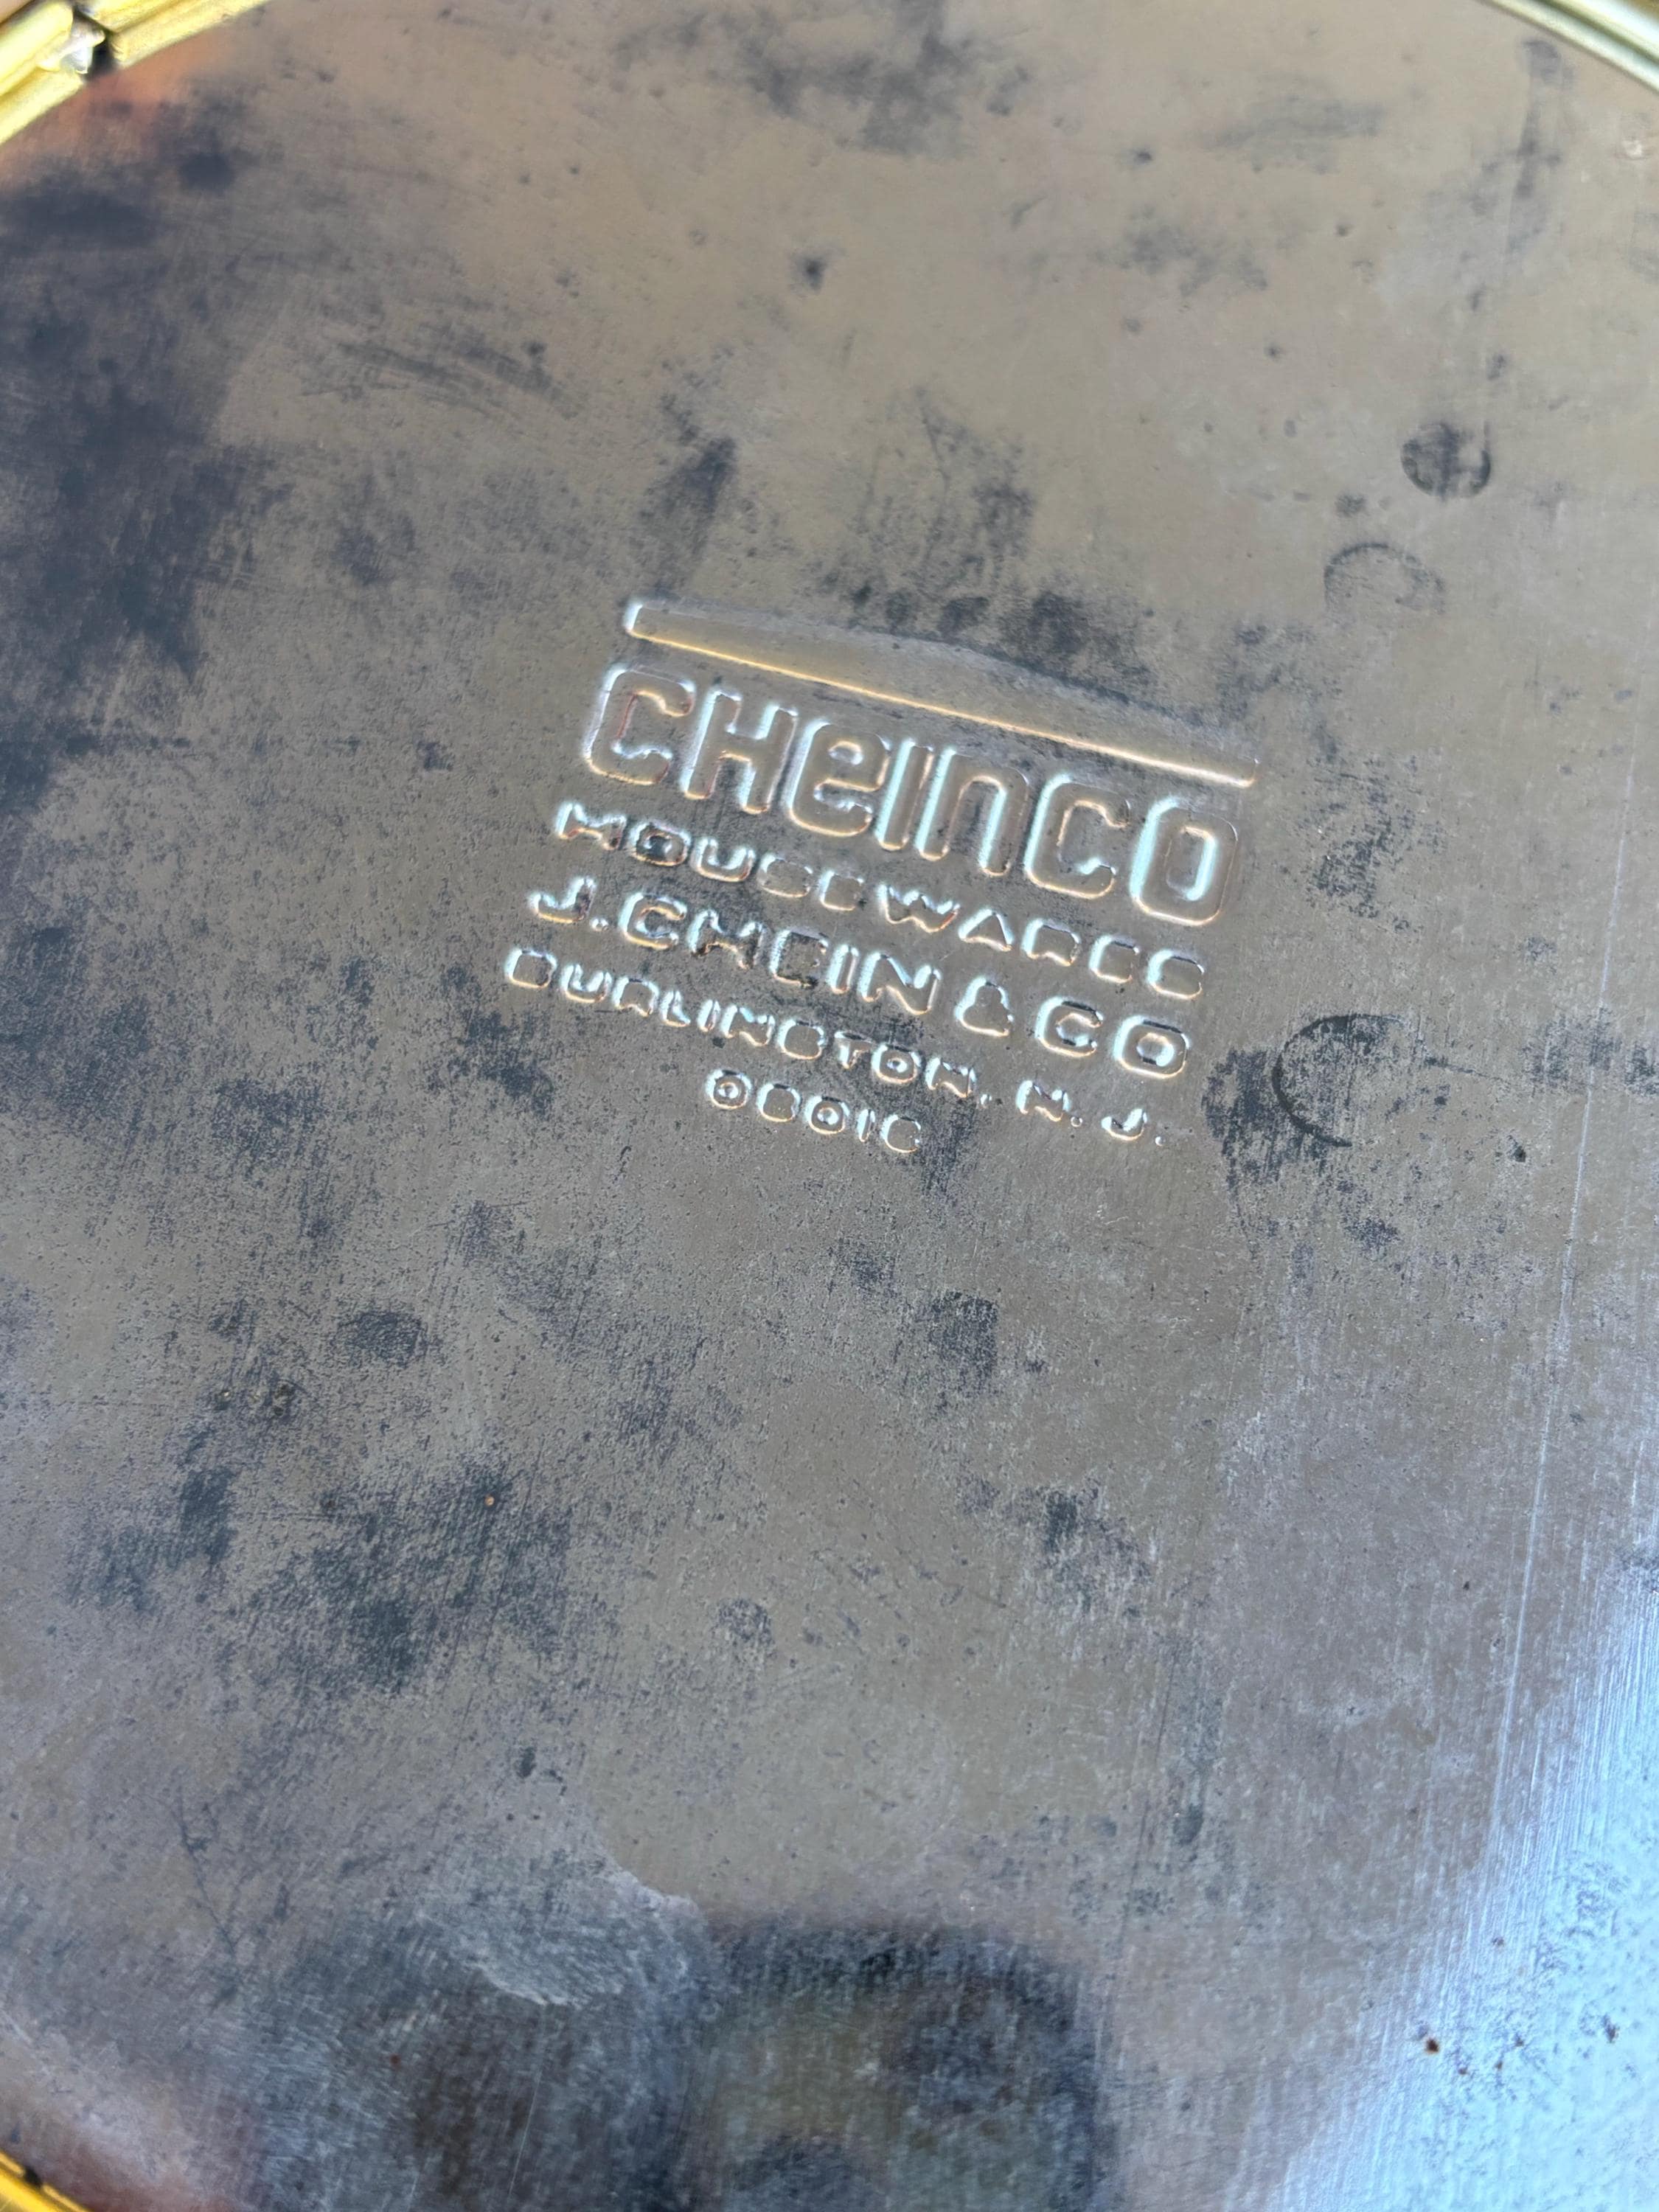 CHeInCO
HOUSEWARES
J. CHEIN & CO
BURLINGTON, N. J.
08016